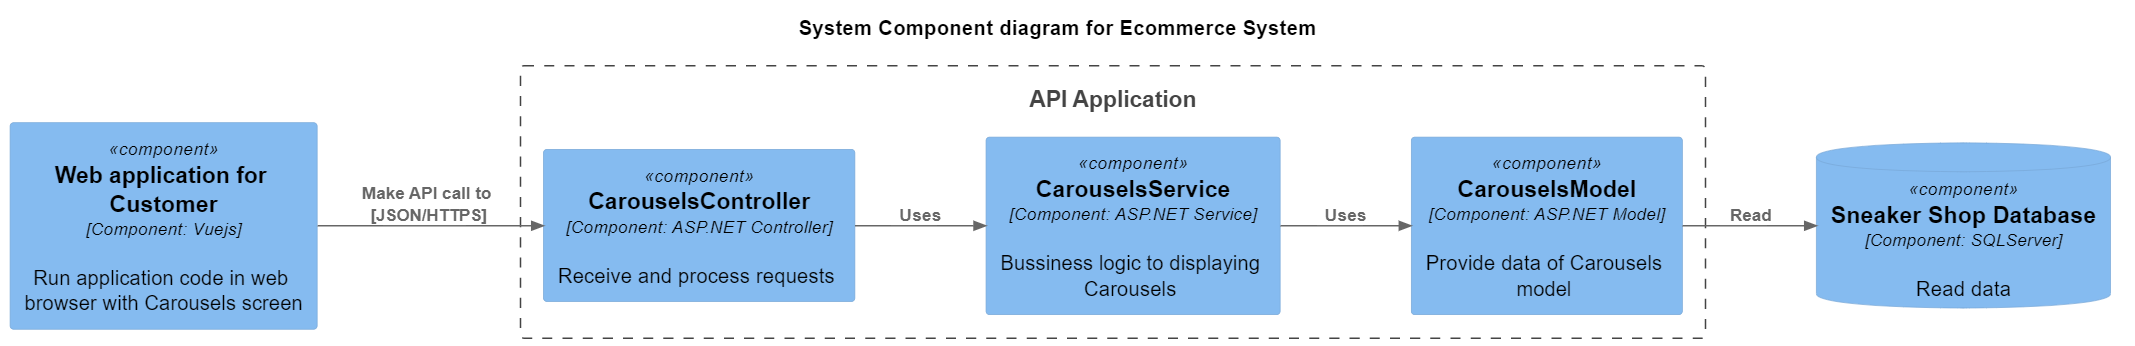 System Component diagram for Ecommerce System
API Application
«component»
Web application for
Customer
[Component: Vuejs]
Run application code in web
browser with Carousels screen
Make API call to
[JSON/HTTPS]
«component»
CarouselsController
[Component: ASP.NET Controller]
Receive and process requests
Uses
«component»
CarouselsService
[Component: ASP.NET Service]
Bussiness logic to displaying
Carousels
Uses
«component»
CarouselsModel
[Component: ASP.NET Model]
Provide data of Carousels
model
Read
«component»
Sneaker Shop Database
[Component: SQLServer]
Read data